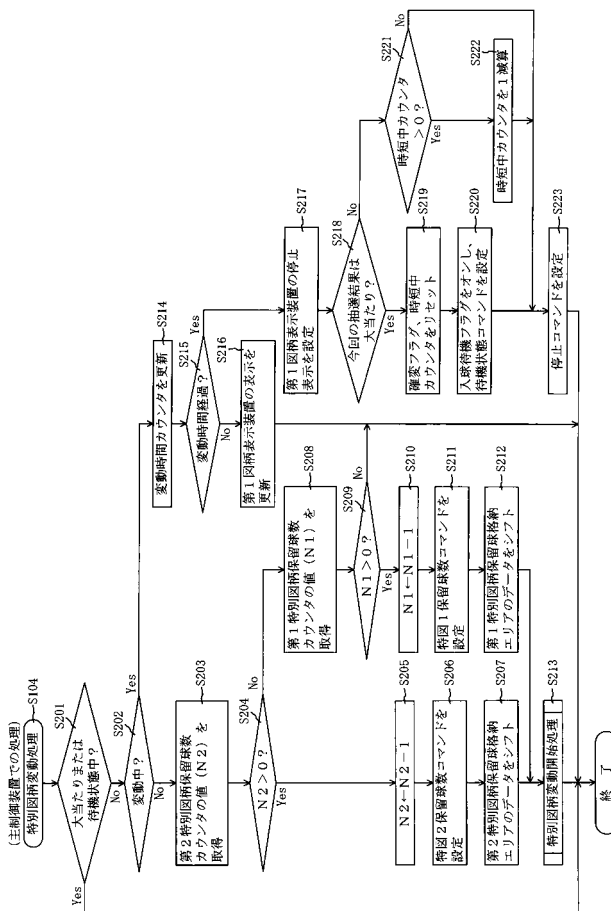 (主制御装置での処理)
特別図柄変動処理
S104
大当たりまたは
待機状態中?
S201
Yes
No
変動中?
S202
Yes
No
第2特別図柄保留球数
カウンタの値(N2)を
取得
S203
N2>0?
S204
No
Yes
N2←N2-1
S205
特図2保留球数コマンドを
設定
S206
第2特別図柄保留球格納
エリアのデータをシフト
S207
第1特別図柄保留球数
カウンタの値(N1)を
取得
S208
N1>0?
S209
No
Yes
N1←N1-1
S210
特図1保留球数コマンドを
設定
S211
第1特別図柄保留球格納
エリアのデータをシフト
S212
特別図柄変動開始処理
S213
変動時間カウンタを更新
S214
変動時間経過?
S215
Yes
No
第1図柄表示装置の表示を
更新
S216
第1図柄表示装置の停止
表示を設定
S217
今回の抽選結果は
大当たり?
S218
No
Yes
確変フラグ、時短中
カウンタをリセット
S219
入球待機フラグをオンし、
待機状態コマンドを設定
S220
時短中カウンタ
>0?
S221
No
Yes
時短中カウンタを1減算
S222
停止コマンドを設定
S223
終了